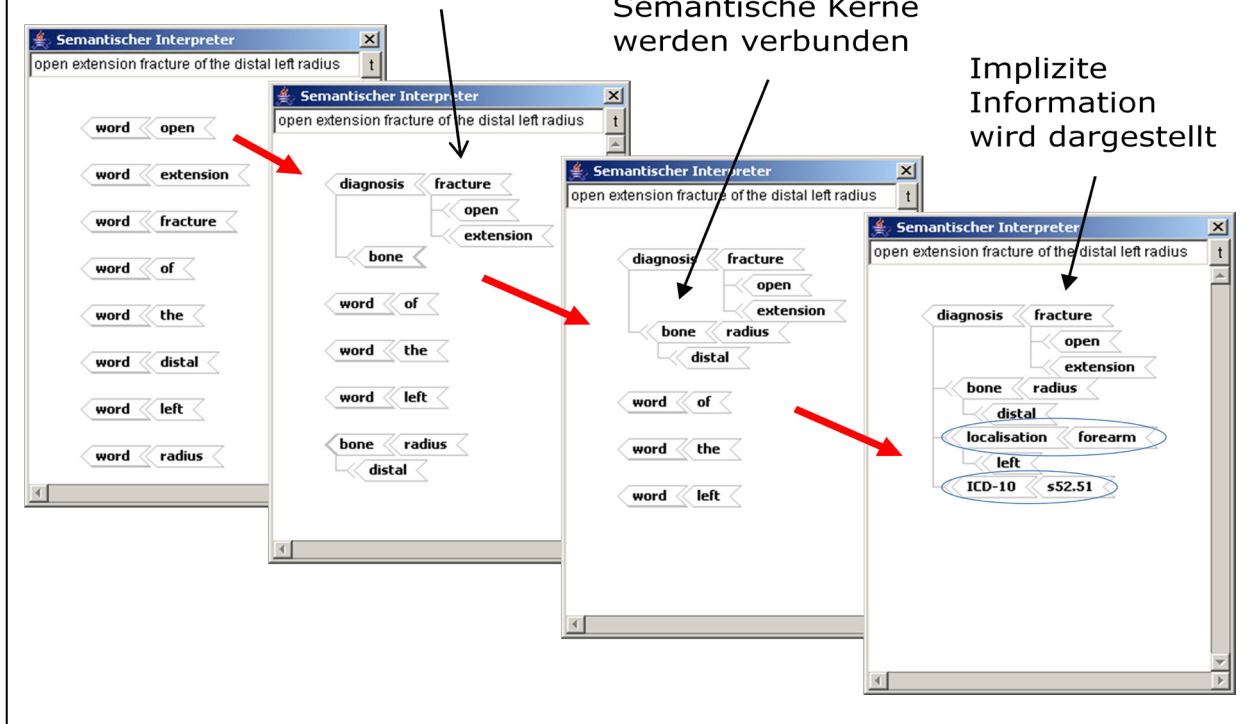 Semantische Kerne
werden verbunden
Implizite
Information
wird dargestellt
Semantischer Interpreter
open extension fracture of the distal left radius t
word open
word extension
word fracture
word of
word the
word distal
word left
word radius
Semantischer Interpreter
open extension fracture of the distal left radius t
diagnosis fracture
open
extension
bone
word of
word the
word left
bone radius
distal
Semantischer Interpreter
open extension fracture of the distal left radius t
diagnosis fracture
open
extension
bone radius
distal
word of
word the
word left
Semantischer Interpreter
open extension fracture of the distal left radius t
diagnosis fracture
open
extension
bone radius
distal
localisation forearm
left
ICD-10 s52.51